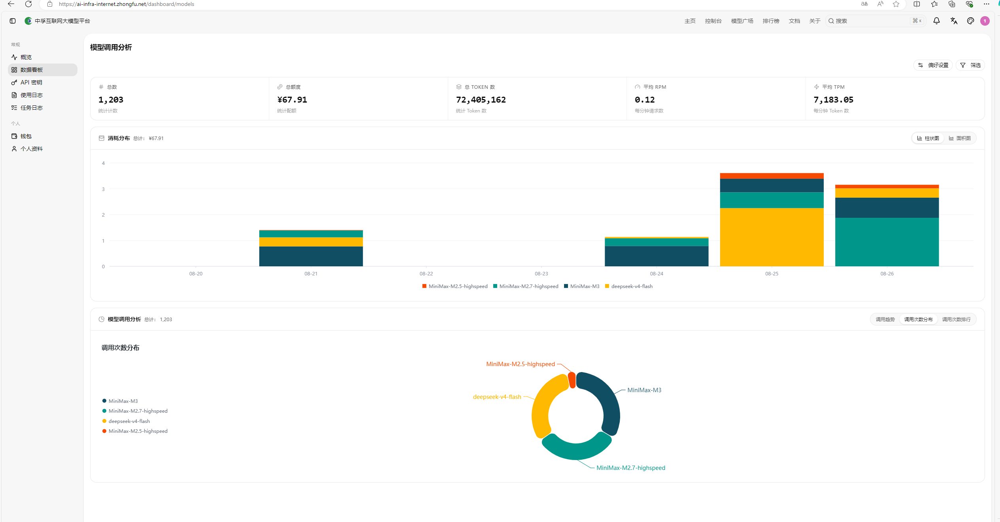 https://ai-infra-internet.zhongfu.net/dashboard/models
中孚互联网大模型平台
主页 控制台 模型广场 排行榜 文档 关于 搜索 ⌘ K 1
常规
概览
数据看板
API 密钥
使用日志
任务日志
个人
钱包
个人资料
模型调用分析
偏好设置 筛选
总数
1,203
统计计数
总额度
¥67.91
统计配额
总 TOKEN 数
72,405,162
统计 Token 数
平均 RPM
0.12
每分钟请求数
平均 TPM
7,183.05
每分钟 Token 数
消耗分布 总计： ¥67.91
柱状图 面积图
4
3
2
1
0
08-20 08-21 08-22 08-23 08-24 08-25 08-26
MiniMax-M2.5-highspeed MiniMax-M2.7-highspeed MiniMax-M3 deepseek-v4-flash
模型调用分析 总计： 1,203
调用趋势 调用次数分布 调用次数排行
调用次数分布
MiniMax-M3
MiniMax-M2.7-highspeed
deepseek-v4-flash
MiniMax-M2.5-highspeed
MiniMax-M2.5-highspeed
MiniMax-M3
deepseek-v4-flash
MiniMax-M2.7-highspeed